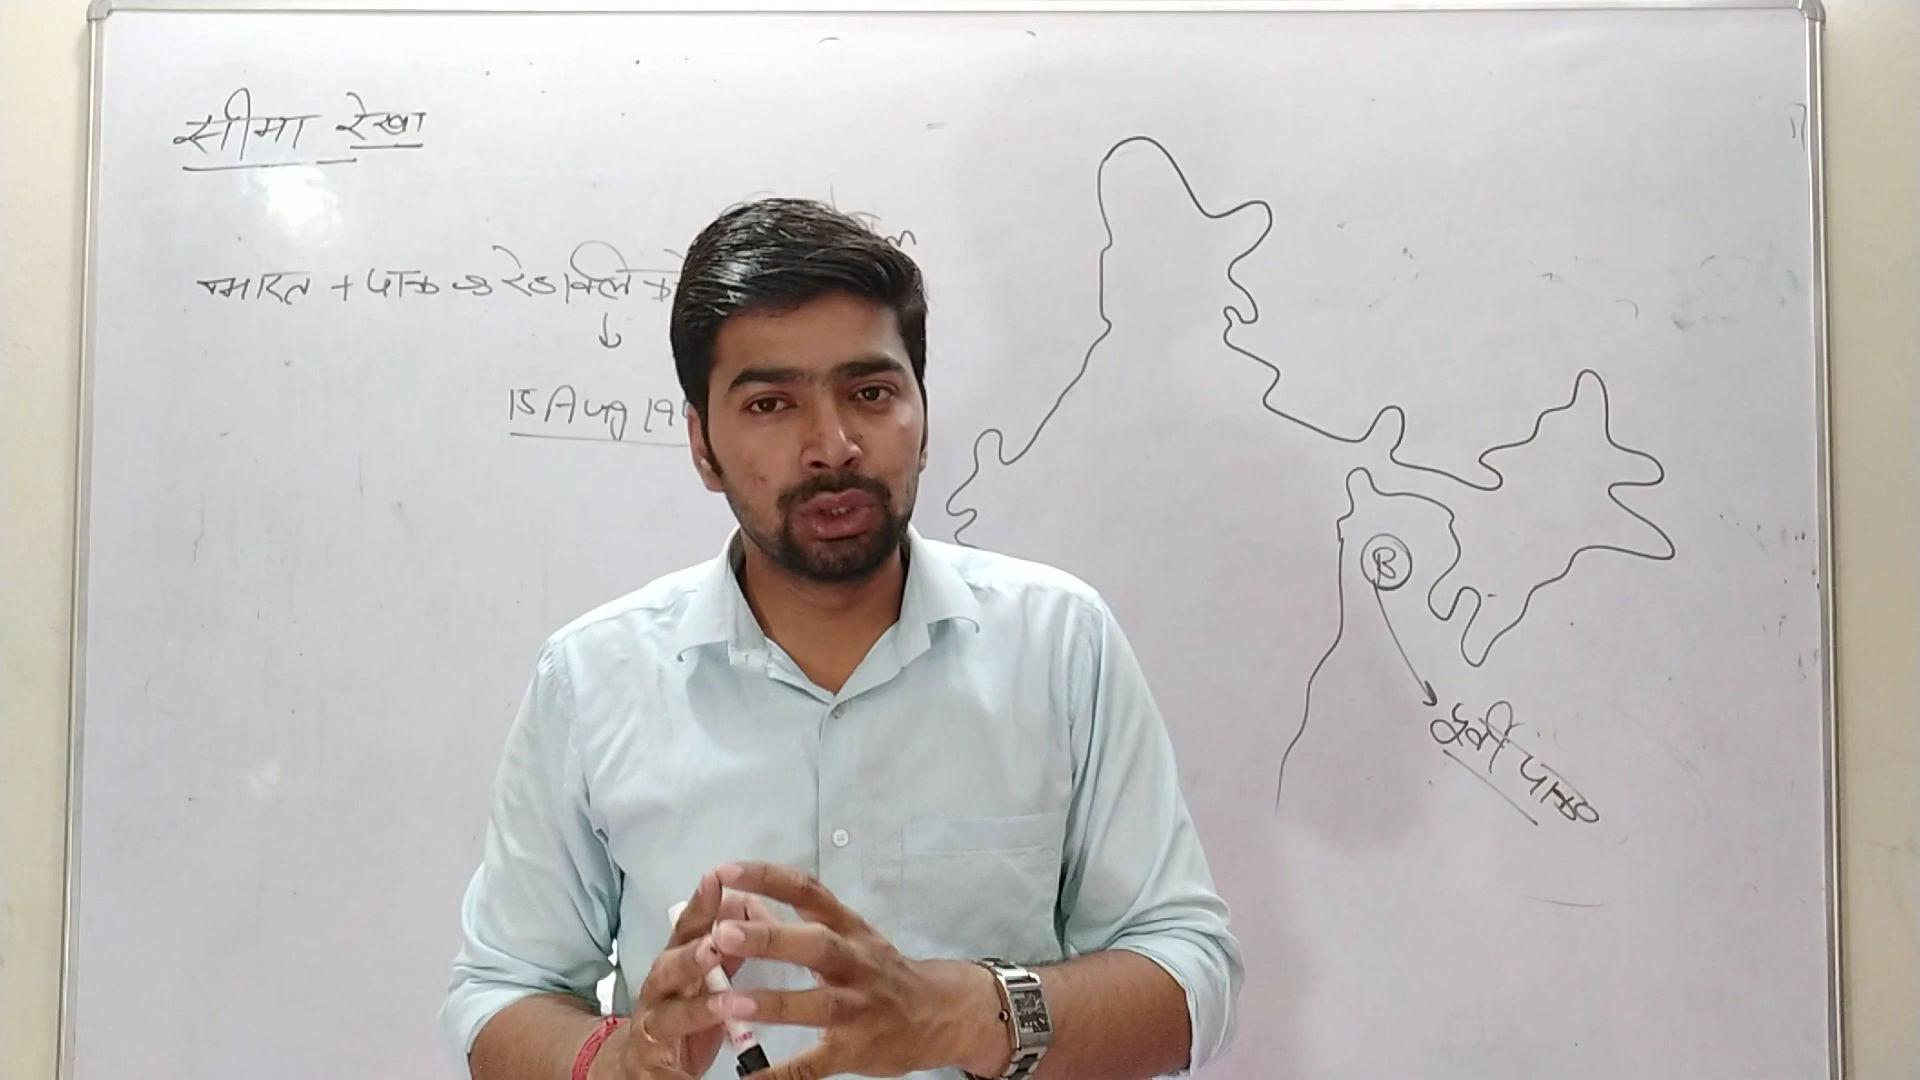 सीमा रेखा
भारत + पाक → रेडक्लि
15 Aug 19
B
पूर्वी पाक